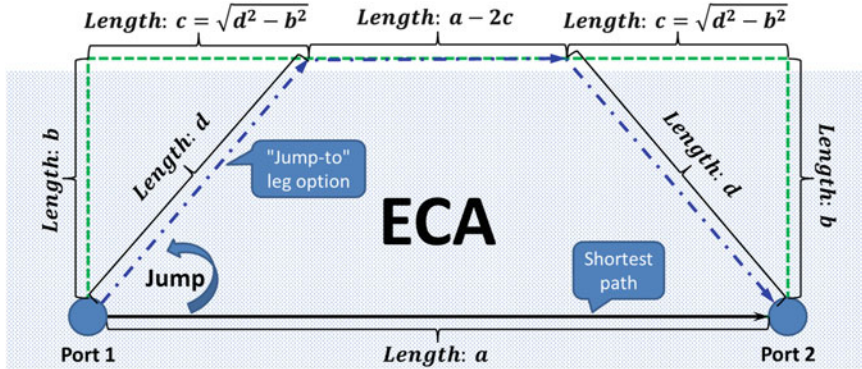 Length: c = √d² − b²
Length: a − 2c
Length: c = √d² − b²
Length: b
Length: d
"Jump-to"
leg option
ECA
Length: d
Length: b
Jump
Shortest
path
Port 1
Length: a
Port 2